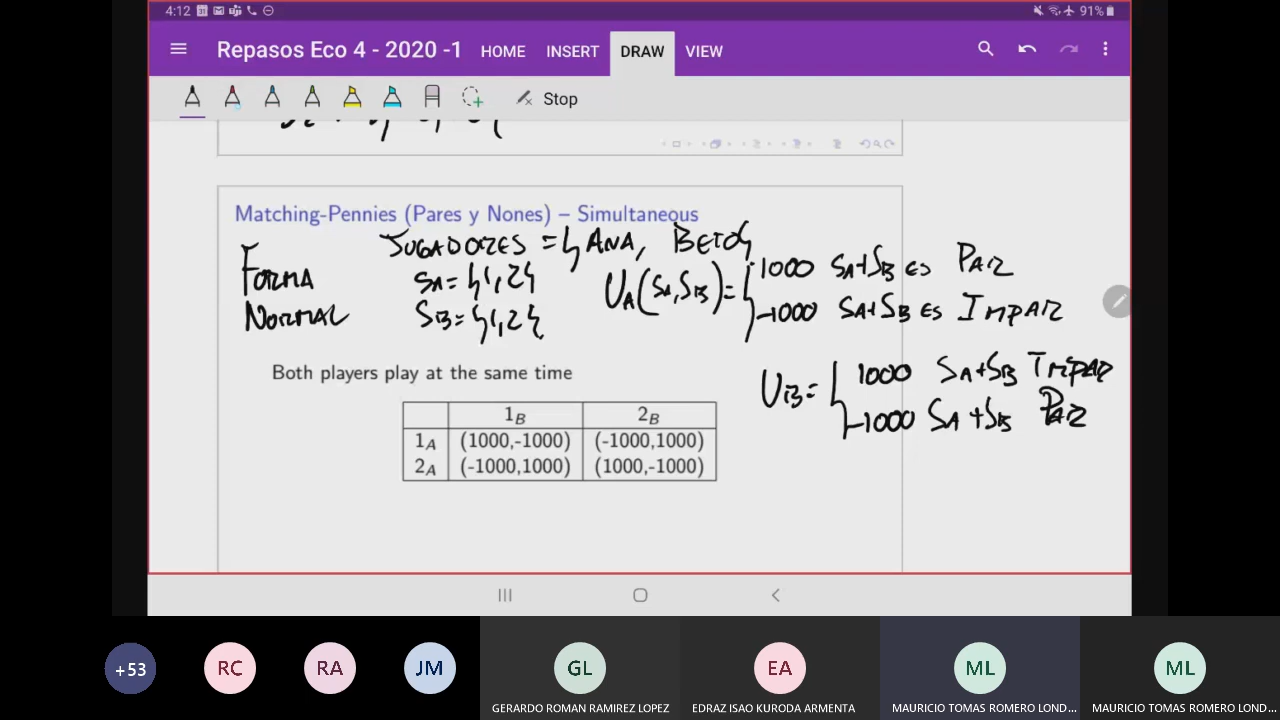 4:12
91%
Repasos Eco 4 - 2020 -1 HOME INSERT DRAW VIEW
Stop
Matching-Pennies (Pares y Nones) – Simultaneous
FORMA NORMAL
JUGADORES = {ANA, BETO}
SA = {1,2}
SB = {1,2}
UA(SA,SB) = {
1000 SA+SB ES PAR
-1000 SA+SB ES IMPAR
Both players play at the same time
UB = {
1000 SA+SB IMPAR
-1000 SA+SB PAR
1B 2B
1A (1000,-1000) (-1000,1000)
2A (-1000,1000) (1000,-1000)
+53 RC RA JM GL EA ML ML
GERARDO ROMAN RAMIREZ LOPEZ
EDRAZ ISAO KURODA ARMENTA
MAURICIO TOMAS ROMERO LOND...
MAURICIO TOMAS ROMERO LOND...